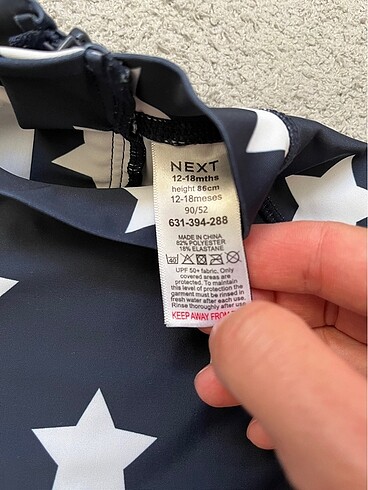 NEXT
12-18mths
height 86cm
12-18meses
90/52
631-394-288
MADE IN CHINA
82% POLYESTER
18% ELASTANE
40
UPF 50+ fabric. Only
covered areas are
protected. To maintain
this level of protection the
garment must be rinsed in
fresh water after each use.
Rinse thoroughly after use.
KEEP AWAY FROM